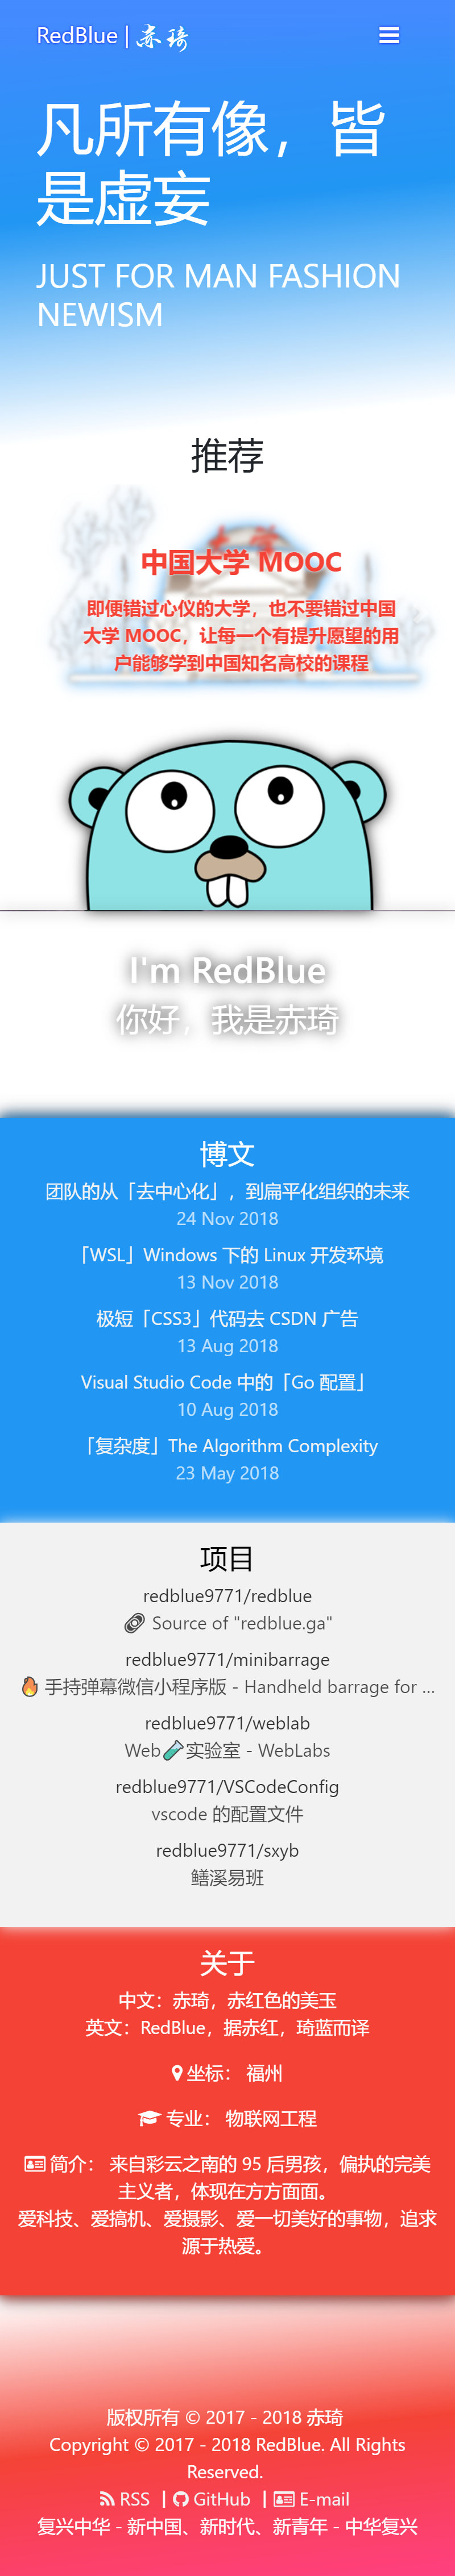 RedBlue | 赤琦
凡所有像，皆
是虚妄
JUST FOR MAN FASHION
NEWISM
推荐
中国大学 MOOC
即便错过心仪的大学，也不要错过中国
大学 MOOC，让每一个有提升愿望的用
户能够学到中国知名高校的课程
I'm RedBlue
你好，我是赤琦
博文
团队的从「去中心化」，到扁平化组织的未来
24 Nov 2018
「WSL」Windows 下的 Linux 开发环境
13 Nov 2018
极短「CSS3」代码去 CSDN 广告
13 Aug 2018
Visual Studio Code 中的「Go 配置」
10 Aug 2018
「复杂度」The Algorithm Complexity
23 May 2018
项目
redblue9771/redblue
Source of "redblue.ga"
redblue9771/minibarrage
🔥 手持弹幕微信小程序版 - Handheld barrage for ...
redblue9771/weblab
Web🧪实验室 - WebLabs
redblue9771/VSCodeConfig
vscode 的配置文件
redblue9771/sxyb
鳝溪易班
关于
中文：赤琦，赤红色的美玉
英文：RedBlue，据赤红，琦蓝而译
坐标： 福州
专业： 物联网工程
简介： 来自彩云之南的 95 后男孩，偏执的完美
主义者，体现在方方面面。
爱科技、爱搞机、爱摄影、爱一切美好的事物，追求
源于热爱。
版权所有 © 2017 - 2018 赤琦
Copyright © 2017 - 2018 RedBlue. All Rights
Reserved.
RSS | GitHub | E-mail
复兴中华 - 新中国、新时代、新青年 - 中华复兴